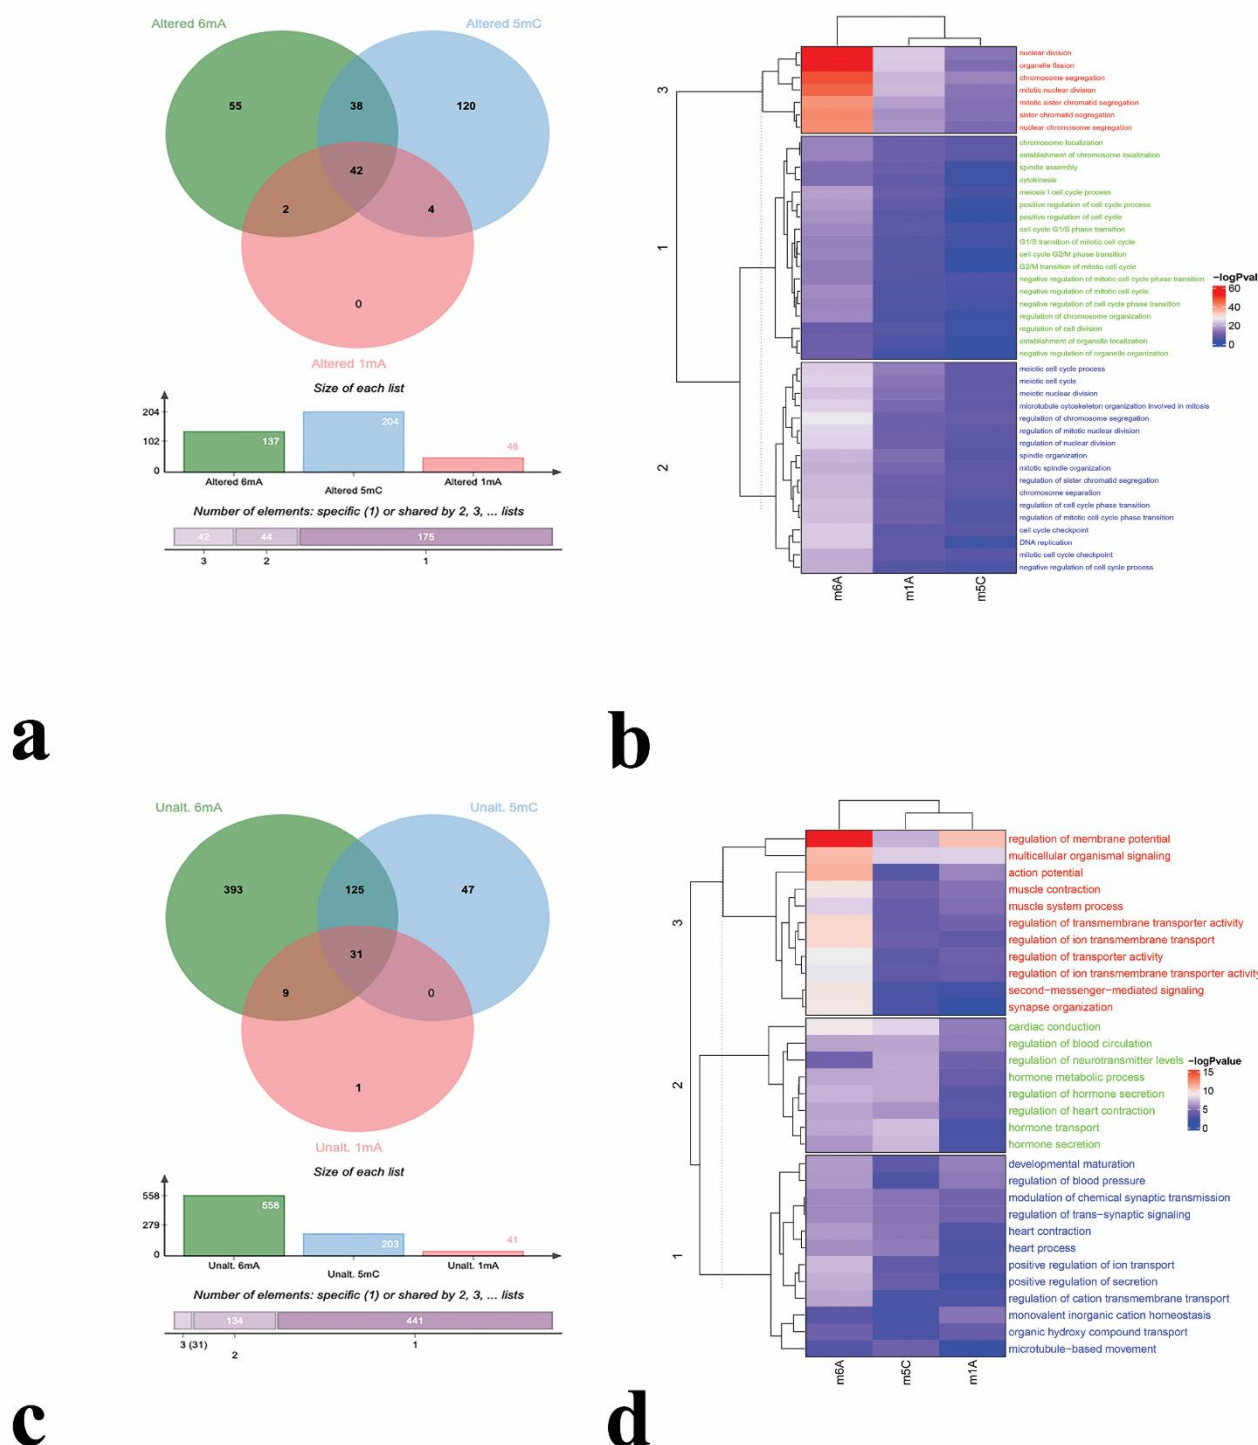 Altered 6mA
Altered 5mC
55
38
120
42
2
4
0
Altered 1mA
Size of each list
204
102
0
137
204
48
Altered 6mA
Altered 5mC
Altered 1mA
Number of elements: specific (1) or shared by 2, 3, ... lists
42
44
175
3
2
1
a
3
1
2
nuclear division
organelle fission
chromosome segregation
mitotic nuclear division
mitotic sister chromatid segregation
sister chromatid segregation
nuclear chromosome segregation
chromosome localization
establishment of chromosome localization
spindle assembly
cytokinesis
meiosis I cell cycle process
positive regulation of cell cycle process
positive regulation of cell cycle
cell cycle G1/S phase transition
G1/S transition of mitotic cell cycle
cell cycle G2/M phase transition
G2/M transition of mitotic cell cycle
negative regulation of mitotic cell cycle phase transition
negative regulation of mitotic cell cycle
negative regulation of cell cycle phase transition
regulation of chromosome organization
regulation of cell division
establishment of organelle localization
negative regulation of organelle organization
meiotic cell cycle process
meiotic cell cycle
meiotic nuclear division
microtubule cytoskeleton organization involved in mitosis
regulation of chromosome segregation
regulation of mitotic nuclear division
regulation of nuclear division
spindle organization
mitotic spindle organization
regulation of sister chromatid segregation
chromosome separation
regulation of cell cycle phase transition
regulation of mitotic cell cycle phase transition
cell cycle checkpoint
DNA replication
mitotic cell cycle checkpoint
negative regulation of cell cycle process
m6A
m1A
m5C
−logPval
60
40
20
0
b
Unalt. 6mA
Unalt. 5mC
393
125
47
31
9
0
1
Unalt. 1mA
Size of each list
558
279
0
558
203
41
Unalt. 6mA
Unalt. 5mC
Unalt. 1mA
Number of elements: specific (1) or shared by 2, 3, ... lists
134
441
3 (31)
2
1
c
3
2
1
regulation of membrane potential
multicellular organismal signaling
action potential
muscle contraction
muscle system process
regulation of transmembrane transporter activity
regulation of ion transmembrane transport
regulation of transporter activity
regulation of ion transmembrane transporter activity
second−messenger−mediated signaling
synapse organization
cardiac conduction
regulation of blood circulation
regulation of neurotransmitter levels
hormone metabolic process
regulation of hormone secretion
regulation of heart contraction
hormone transport
hormone secretion
developmental maturation
regulation of blood pressure
modulation of chemical synaptic transmission
regulation of trans−synaptic signaling
heart contraction
heart process
positive regulation of ion transport
positive regulation of secretion
regulation of cation transmembrane transport
monovalent inorganic cation homeostasis
organic hydroxy compound transport
microtubule−based movement
m6A
m5C
m1A
−logPvalue
15
10
5
0
d